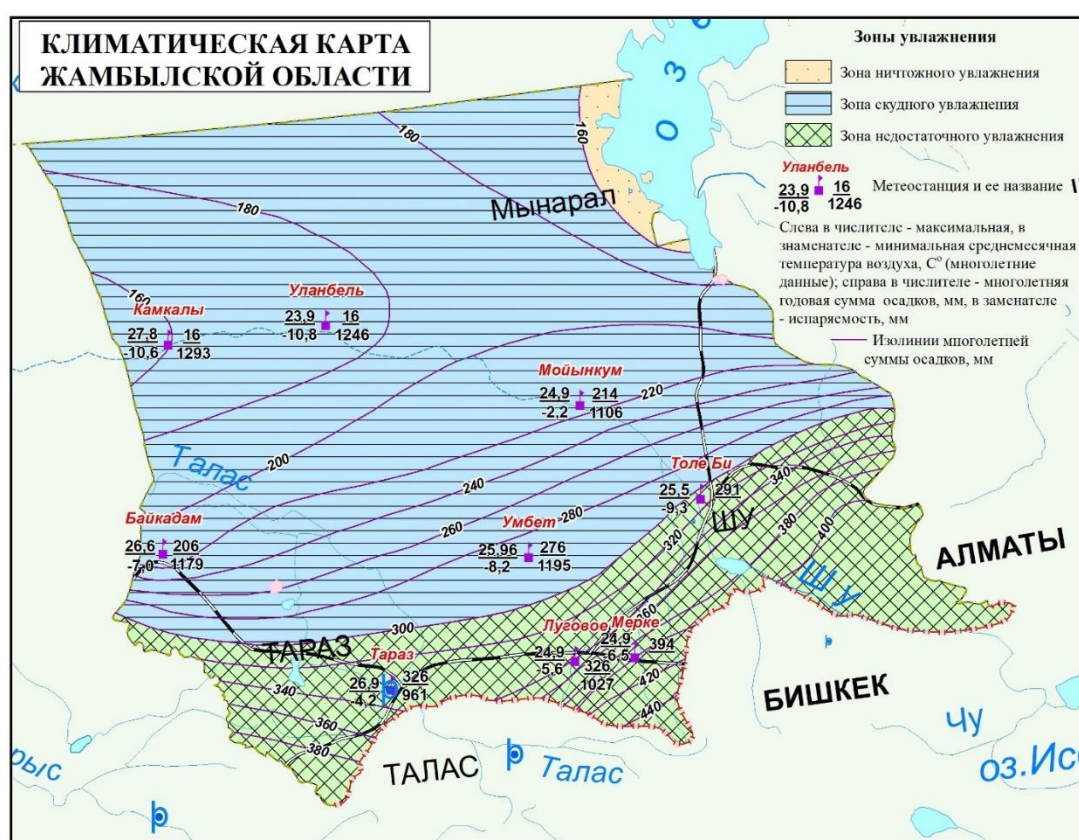 КЛИМАТИЧЕСКАЯ КАРТА
ЖАМБЫЛСКОЙ ОБЛАСТИ
Зоны увлажнения
Зона ничтожного увлажнения
Зона скудного увлажнения
Зона недостаточного увлажнения
Уланбель
23,9 16
-10,8 1246
Метеостанция и ее название
Слева в числителе - максимальная, в
знаменателе - минимальная среднемесячная
температура воздуха, С° (многолетние
данные); справа в числителе - многолетняя
годовая сумма осадков, мм, в заменателе
- испаряемость, мм
Изолинии многолетней
суммы осадков, мм
О З
180
160
Мынарал
180
160
Камкалы
27,8 16
-10,6 1293
Уланбель
23,9 16
-10,8 1246
Мойынкум
24,9 214
-2,2 1106
220
200
Талас
240
Толе Би
25,5 291
-9,3
ШУ
340
280
260
320
380
400
Байкадам
26,6 206
-7,0 1179
Умбет
25,96 276
-8,2 1195
АЛМАТЫ
Ш У
300
360
ТАРАЗ
Тараз
26,9 326
-4,2 961
Луговое
24,9 326
-5,6 1027
Мерке
24,9 394
-6,5
420
440
340
360
380
БИШКЕК
Чу
рыс
ТАЛАС
Талас
оз.Исс